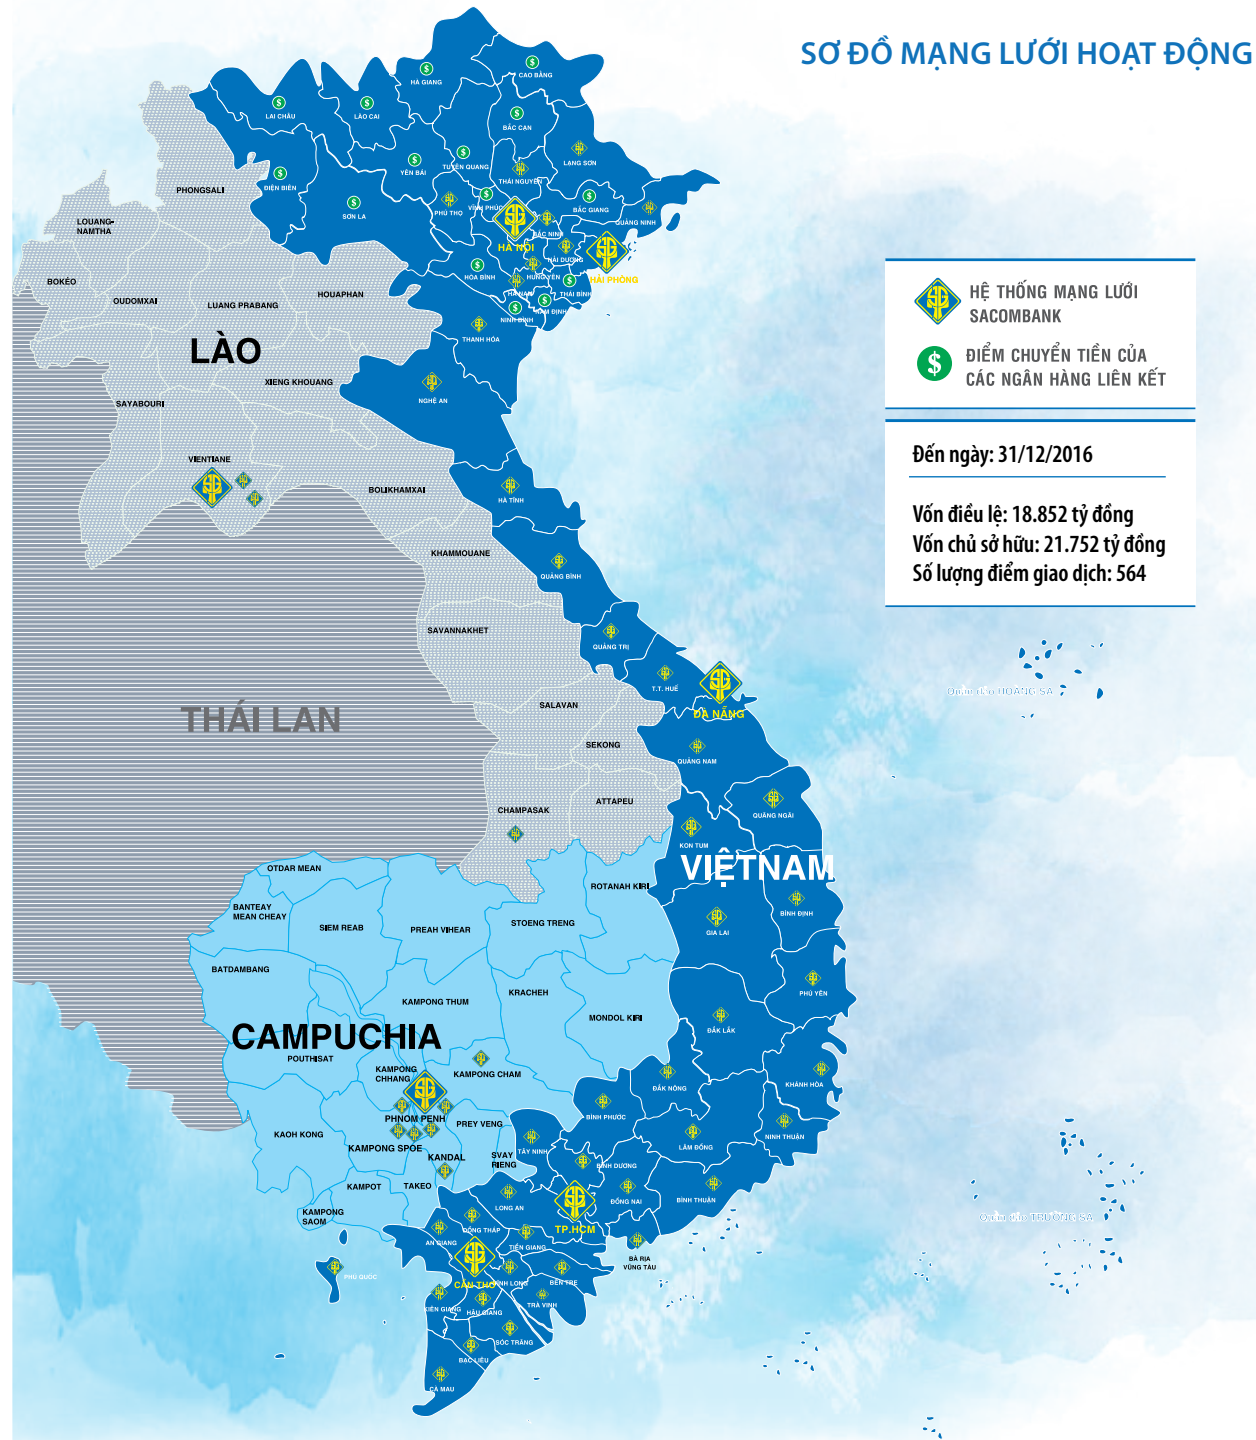 SƠ ĐỒ MẠNG LƯỚI HOẠT ĐỘNG
HỆ THỐNG MẠNG LƯỚI
SACOMBANK
ĐIỂM CHUYỂN TIỀN CỦA
CÁC NGÂN HÀNG LIÊN KẾT
Đến ngày: 31/12/2016
Vốn điều lệ: 18.852 tỷ đồng
Vốn chủ sở hữu: 21.752 tỷ đồng
Số lượng điểm giao dịch: 564
HÀ GIANG
CAO BẰNG
LAI CHÂU
LÀO CAI
BẮC CẠN
LẠNG SƠN
ĐIỆN BIÊN
YÊN BÁI
TUYÊN QUANG
THÁI NGUYÊN
SƠN LA
PHÚ THỌ
VĨNH PHÚC
BẮC GIANG
QUẢNG NINH
HÀ NỘI
BẮC NINH
HẢI DƯƠNG
HẢI PHÒNG
HÒA BÌNH
HƯNG YÊN
HÀ NAM
THÁI BÌNH
NINH BÌNH
NAM ĐỊNH
THANH HÓA
NGHỆ AN
HÀ TĨNH
QUẢNG BÌNH
QUẢNG TRỊ
T.T. HUẾ
ĐÀ NẴNG
QUẢNG NAM
QUẢNG NGÃI
KON TUM
VIỆTNAM
GIA LAI
BÌNH ĐỊNH
PHÚ YÊN
ĐẮK LẮK
KHÁNH HÒA
ĐẮK NÔNG
BÌNH PHƯỚC
LÂM ĐỒNG
NINH THUẬN
TÂY NINH
BÌNH DƯƠNG
BÌNH THUẬN
ĐỒNG NAI
LONG AN
TP.HCM
BÀ RỊA
VŨNG TÀU
ĐỒNG THÁP
AN GIANG
TIỀN GIANG
CẦN THƠ
VĨNH LONG
BẾN TRE
PHÚ QUỐC
KIÊN GIANG
HẬU GIANG
TRÀ VINH
SÓC TRĂNG
BẠC LIÊU
CÀ MAU
Quần đảo HOÀNG SA
Quần đảo TRƯỜNG SA
PHONGSALI
LOUANG-
NAMTHA
BOKÉO
OUDOMXAI
LUANG PRABANG
HOUAPHAN
LÀO
XIENG KHOUANG
SAYABOURI
VIENTIANE
BOLIKHAMXAI
KHAMMOUANE
SAVANNAKHET
SALAVAN
SEKONG
CHAMPASAK
ATTAPEU
THÁI LAN
OTDAR MEAN
BANTEAY
MEAN CHEAY
SIEM REAB
PREAH VIHEAR
STOENG TRENG
ROTANAH KIRI
BATDAMBANG
KAMPONG THUM
KRACHEH
MONDOL KIRI
CAMPUCHIA
POUTHISAT
KAMPONG
CHHANG
KAMPONG CHAM
PHNOM PENH
KAOH KONG
KAMPONG SPOE
PREY VENG
KANDAL
SVAY
RIENG
KAMPOT
TAKEO
KAMPONG
SAOM